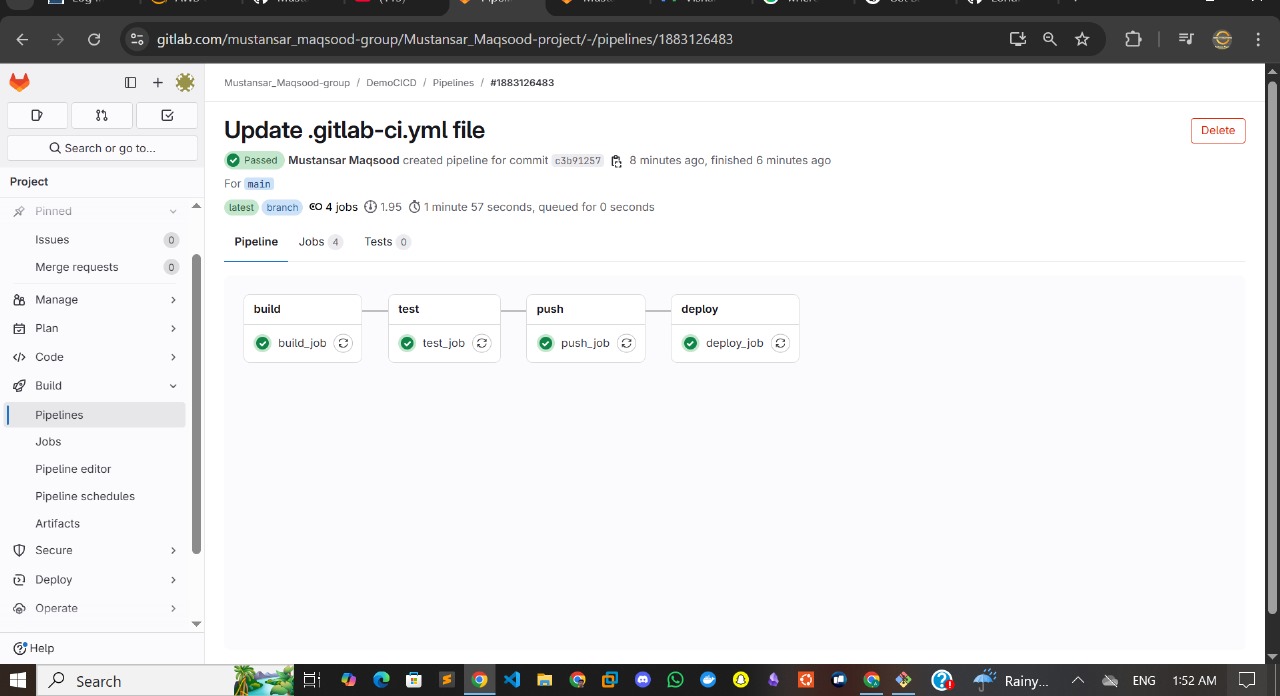 gitlab.com/mustansar_maqsood-group/Mustansar_Maqsood-project/-/pipelines/1883126483
Mustansar_Maqsood-group / DemoCICD / Pipelines / #1883126483
Search or go to...
Update .gitlab-ci.yml file
Delete
Passed Mustansar Maqsood created pipeline for commit c3b91257 8 minutes ago, finished 6 minutes ago
For main
latest branch 4 jobs 1.95 1 minute 57 seconds, queued for 0 seconds
Pipeline Jobs 4 Tests 0
build test push deploy
build_job test_job push_job deploy_job
Project
Pinned
Issues 0
Merge requests 0
Manage
Plan
Code
Build
Pipelines
Jobs
Pipeline editor
Pipeline schedules
Artifacts
Secure
Deploy
Operate
Help
Search Rainy... ENG 1:52 AM